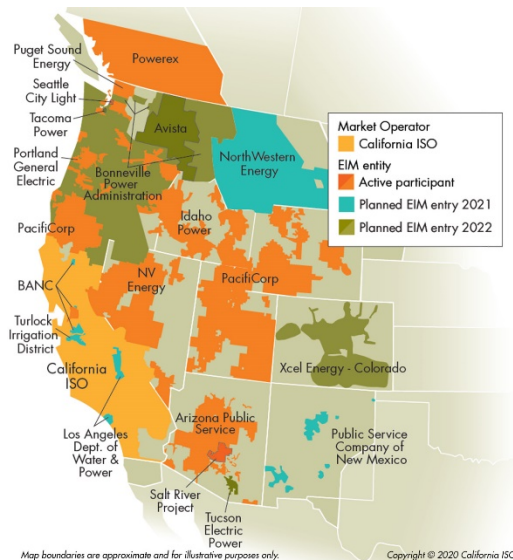 Powerex
Puget Sound
Energy
Seattle
City Light
Tacoma
Power
Portland
General
Electric
Bonneville
Power
Administration
Avista
NorthWestern
Energy
Market Operator
California ISO
EIM entity
Active participant
Planned EIM entry 2021
Planned EIM entry 2022
PacifiCorp
Idaho
Power
BANC
NV
Energy
PacifiCorp
Turlock
Irrigation
District
California
ISO
Xcel Energy - Colorado
Los Angeles
Dept. of
Water &
Power
Arizona Public
Service
Public Service
Company of
New Mexico
Salt River
Project
Tucson
Electric
Power
Map boundaries are approximate and for illustrative purposes only.
Copyright © 2020 California ISO